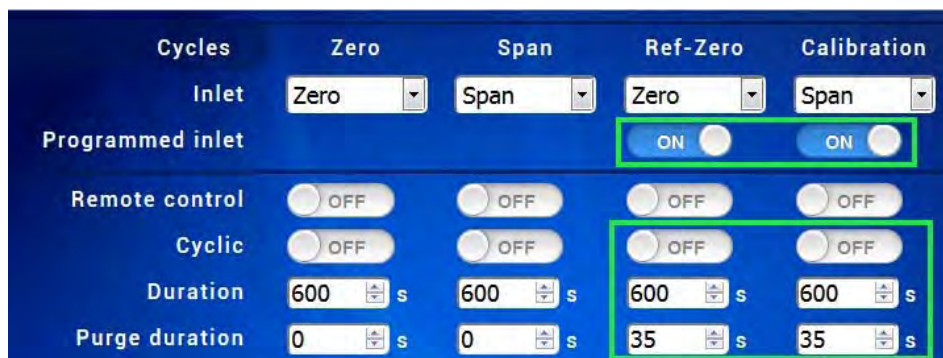 Cycles Zero Span Ref-Zero Calibration
Inlet Zero Span Zero Span
Programmed inlet ON ON
Remote control OFF OFF OFF OFF
Cyclic OFF OFF OFF OFF
Duration 600 s 600 s 600 s 600 s
Purge duration 0 s 0 s 35 s 35 s